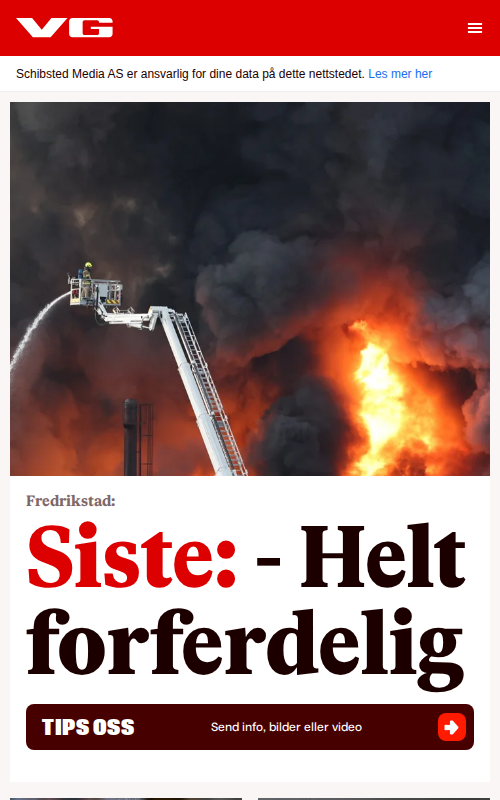 VG
Schibsted Media AS er ansvarlig for dine data på dette nettstedet. Les mer her
Fredrikstad:
Siste: - Helt
forferdelig
TIPS OSS
Send info, bilder eller video